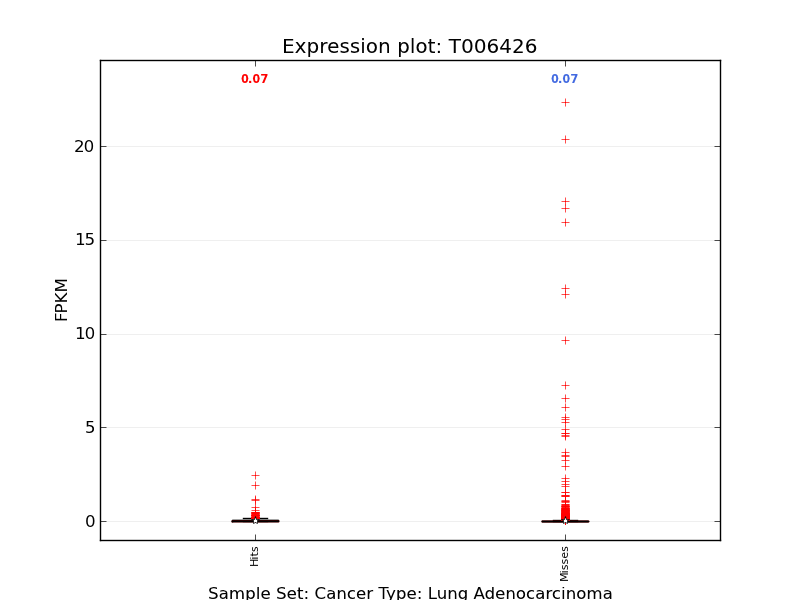 Expression plot: T006426
0.07 0.07
20
15
10
5
0
FPKM
Hits Misses
Sample Set: Cancer Type: Lung Adenocarcinoma